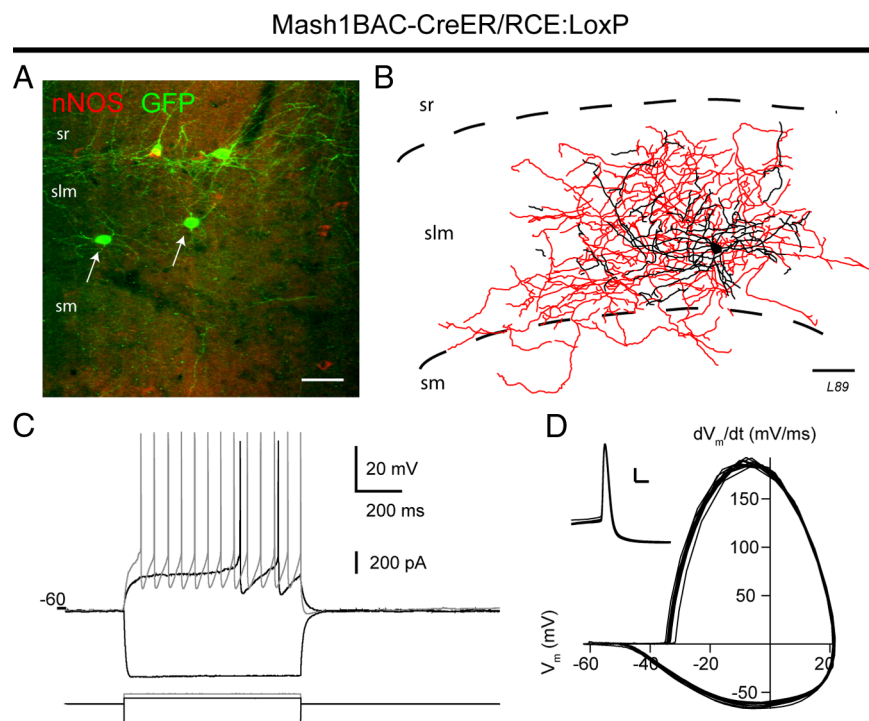 Mash1BAC-CreER/RCE:LoxP
A
nNOS GFP
sr
slm
sm
B
sr
slm
sm
L89
C
20 mV
200 ms
200 pA
-60
D
dVm/dt (mV/ms)
150
100
50
-50
Vm (mV)
-60 -40 -20 20